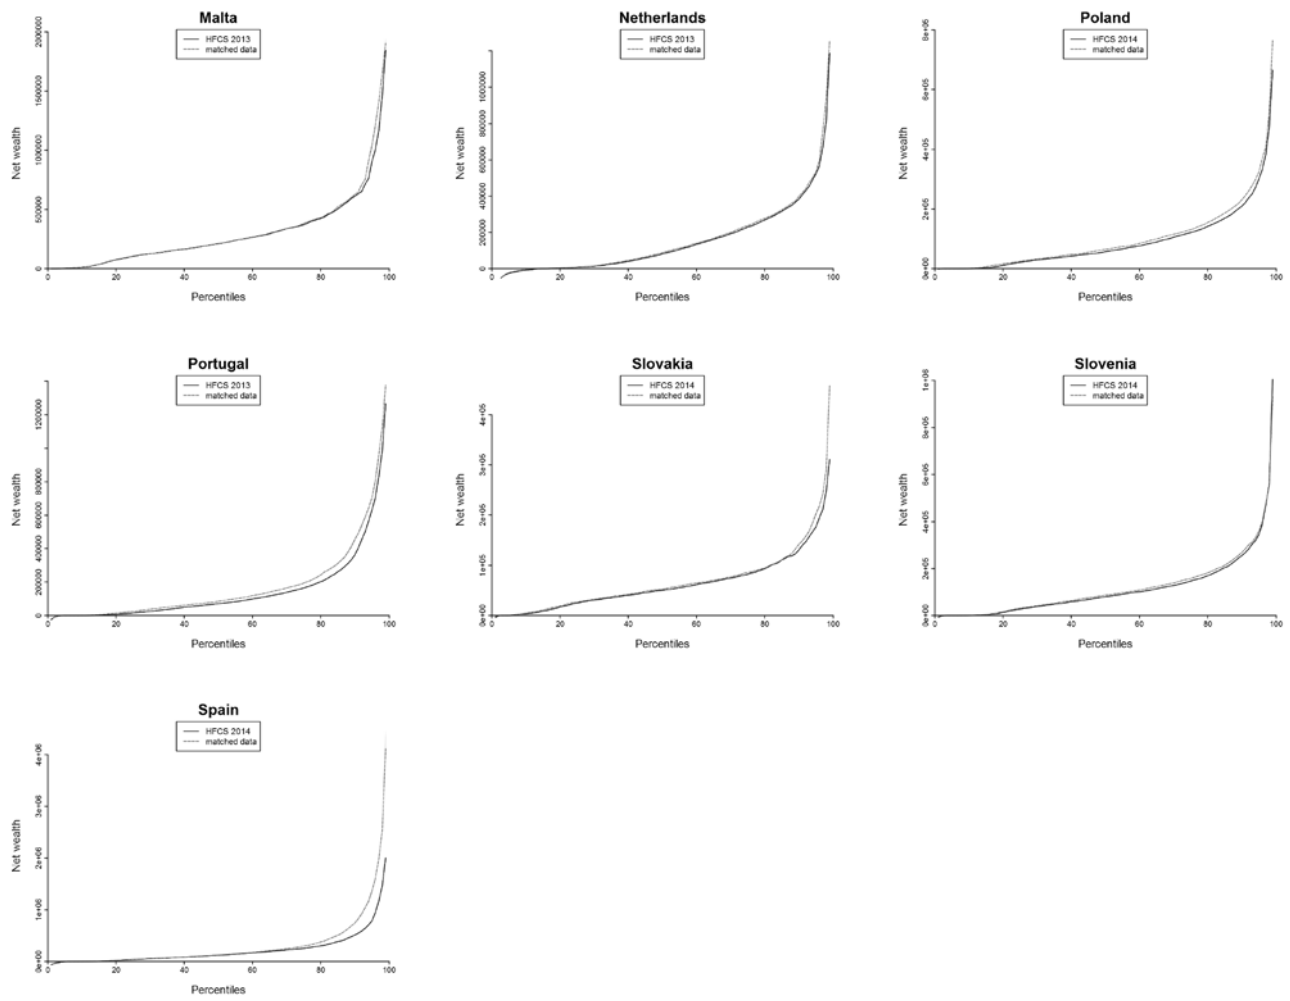 Malta
HFCS 2013
matched data
Net wealth
0
500000
1000000
1500000
2000000
0 20 40 60 80 100
Percentiles
Netherlands
HFCS 2013
matched data
Net wealth
0
200000
400000
600000
800000
1000000
0 20 40 60 80 100
Percentiles
Poland
HFCS 2014
matched data
Net wealth
0e+00
2e+05
4e+05
6e+05
8e+05
0 20 40 60 80 100
Percentiles
Portugal
HFCS 2013
matched data
Net wealth
0
200000
400000
600000
800000
1200000
0 20 40 60 80 100
Percentiles
Slovakia
HFCS 2014
matched data
Net wealth
0e+00
1e+05
2e+05
3e+05
4e+05
0 20 40 60 80 100
Percentiles
Slovenia
HFCS 2014
matched data
Net wealth
0e+00
2e+05
4e+05
6e+05
8e+05
1e+06
0 20 40 60 80 100
Percentiles
Spain
HFCS 2014
matched data
Net wealth
0e+00
1e+06
2e+06
3e+06
4e+06
0 20 40 60 80 100
Percentiles